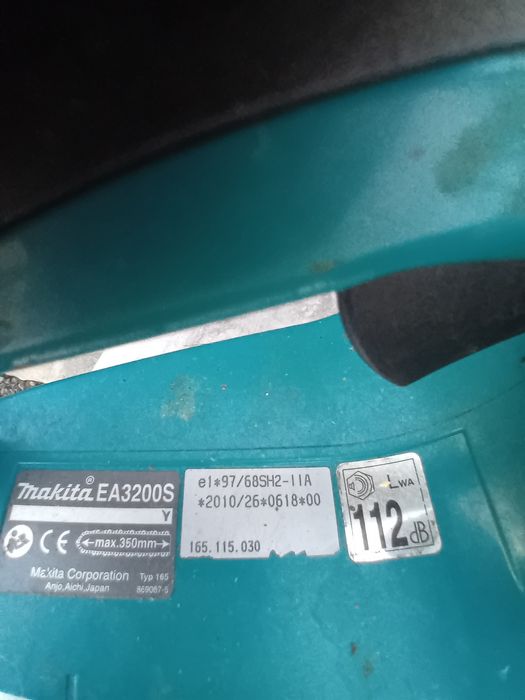 makita® EA3200S
Y
CE max.350mm
Makita Corporation Typ 165
Anjo,Aichi,Japan 869067-5
e1*97/68SH2-IIA
*2010/26*0618*00
165.115.030
LWA
112dB